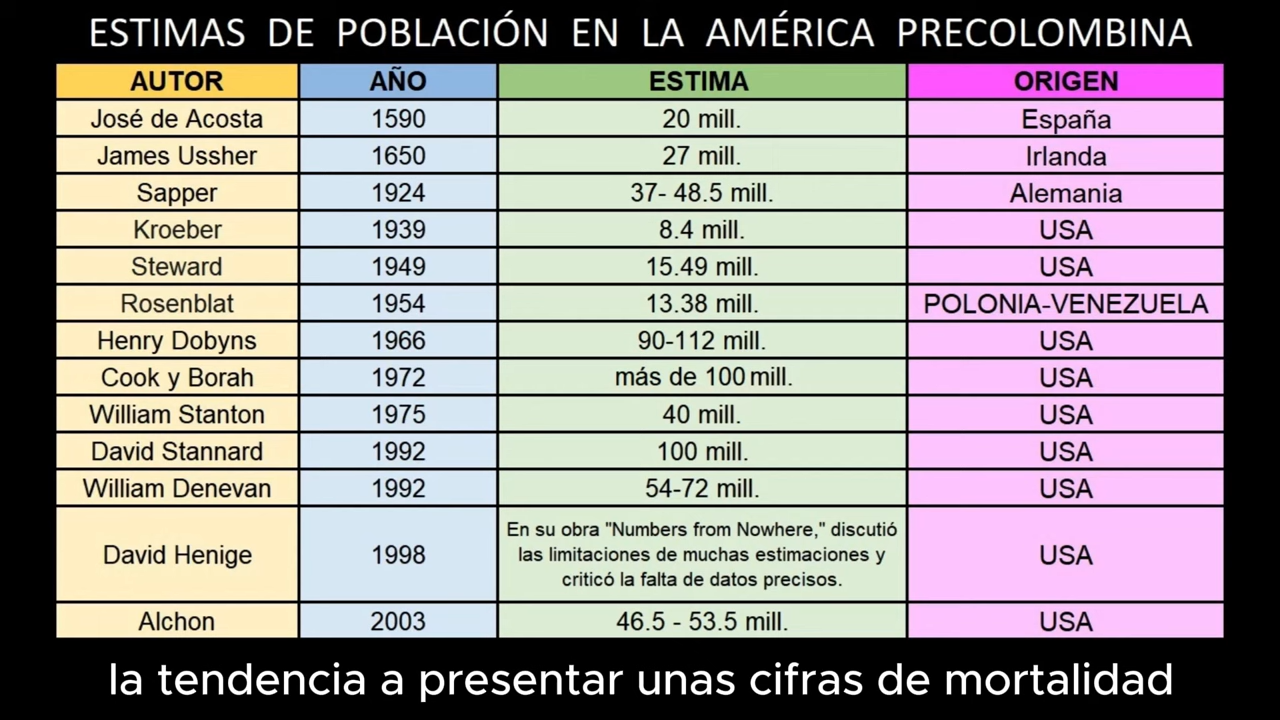 ESTIMAS DE POBLACIÓN EN LA AMÉRICA PRECOLOMBINA
AUTOR AÑO ESTIMA ORIGEN
José de Acosta 1590 20 mill. España
James Ussher 1650 27 mill. Irlanda
Sapper 1924 37- 48.5 mill. Alemania
Kroeber 1939 8.4 mill. USA
Steward 1949 15.49 mill. USA
Rosenblat 1954 13.38 mill. POLONIA-VENEZUELA
Henry Dobyns 1966 90-112 mill. USA
Cook y Borah 1972 más de 100 mill. USA
William Stanton 1975 40 mill. USA
David Stannard 1992 100 mill. USA
William Denevan 1992 54-72 mill. USA
En su obra "Numbers from Nowhere," discutió
David Henige 1998 las limitaciones de muchas estimaciones y USA
criticó la falta de datos precisos.
Alchon 2003 46.5 - 53.5 mill. USA
la tendencia a presentar unas cifras de mortalidad